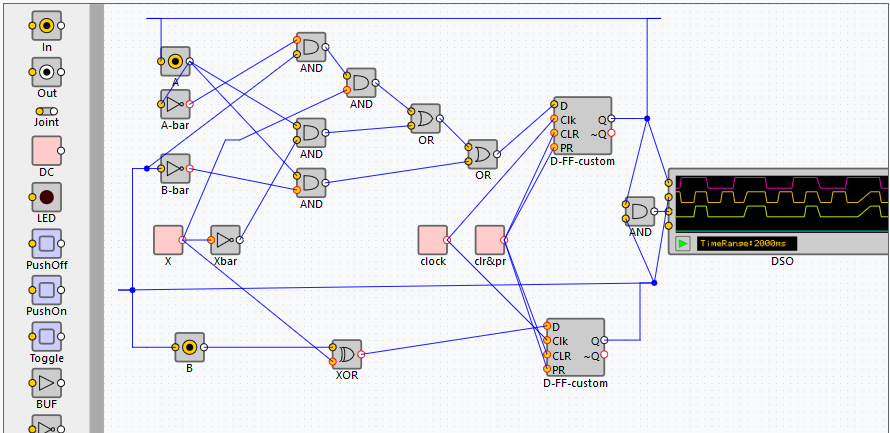 In
Out
Joint
DC
LED
PushOff
PushOn
Toggle
BUF
A
A-bar
B-bar
X
Xbar
B
AND
AND
AND
AND
OR
OR
XOR
clock
clr&pr
D
Clk
CLR
PR
Q
~Q
D-FF-custom
AND
TimeRange:2000ms
DSO
D
Clk
CLR
PR
Q
~Q
D-FF-custom